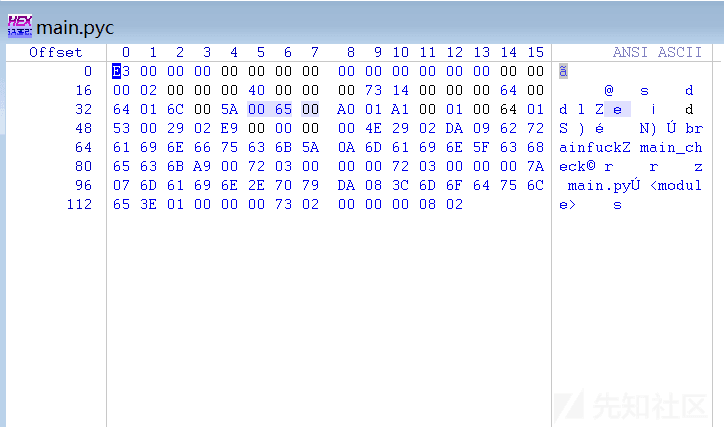 HEX main.pyc
Offset 0 1 2 3 4 5 6 7 8 9 10 11 12 13 14 15 ANSI ASCII
0 E3 00 00 00 00 00 00 00 00 00 00 00 00 00 00 00 ã
16 00 02 00 00 00 40 00 00 00 73 14 00 00 00 64 00 @ s d
32 64 01 6C 00 5A 00 65 00 A0 01 A1 00 01 00 64 01 d l Z e i d
48 53 00 29 02 E9 00 00 00 00 4E 29 02 DA 09 62 72 S ) é N) Ú br
64 61 69 6E 66 75 63 6B 5A 0A 6D 61 69 6E 5F 63 68 ainfuckZ main_ch
80 65 63 6B A9 00 72 03 00 00 00 72 03 00 00 00 7A eck© r r z
96 07 6D 61 69 6E 2E 70 79 DA 08 3C 6D 6F 64 75 6C main.pyÚ <modul
112 65 3E 01 00 00 00 73 02 00 00 00 08 02 e> s
先知社区